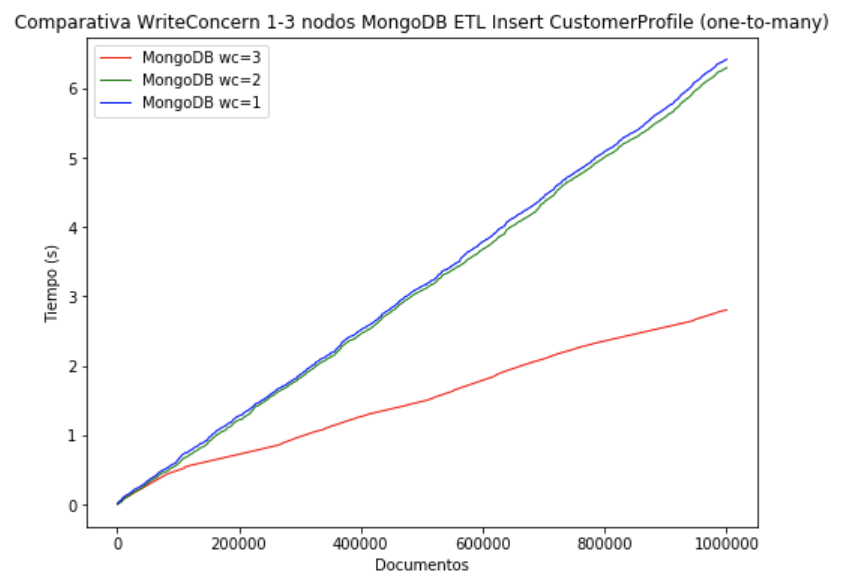 Comparativa WriteConcern 1-3 nodos MongoDB ETL Insert CustomerProfile (one-to-many)
MongoDB wc=3
MongoDB wc=2
MongoDB wc=1
6
5
4
3
2
1
0
Tiempo (s)
0 200000 400000 600000 800000 1000000
Documentos